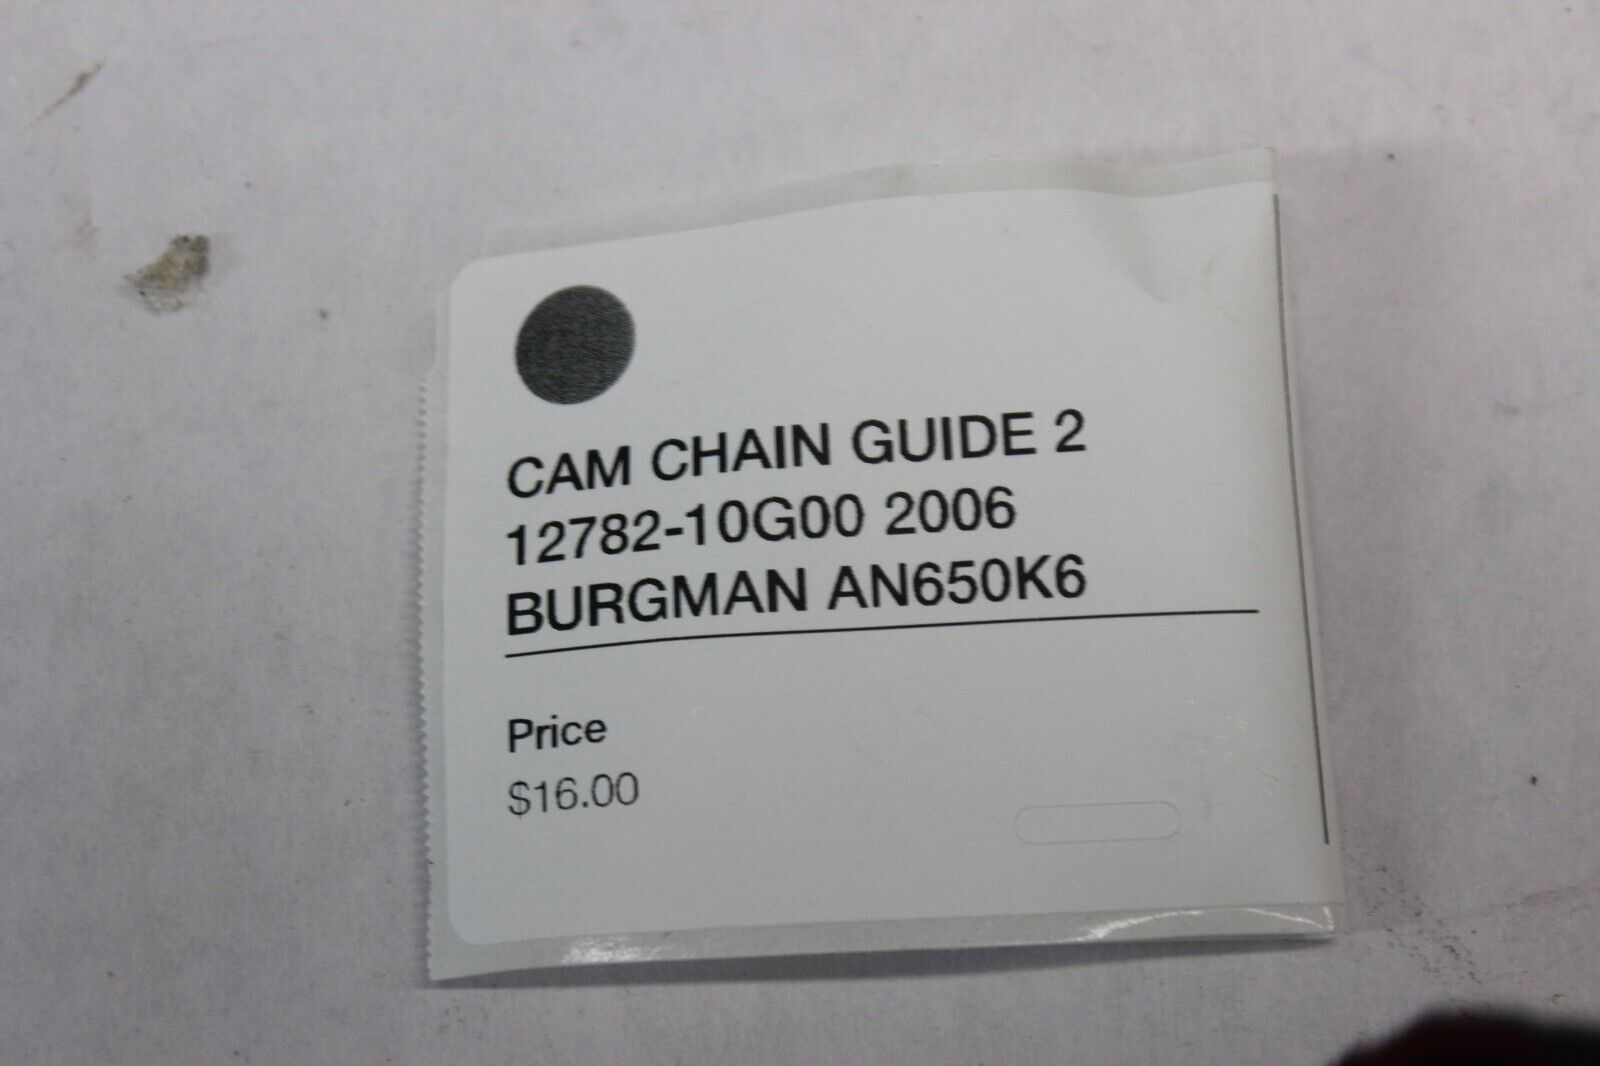 CAM CHAIN GUIDE 2
12782-10G00 2006
BURGMAN AN650K6
Price
$16.00